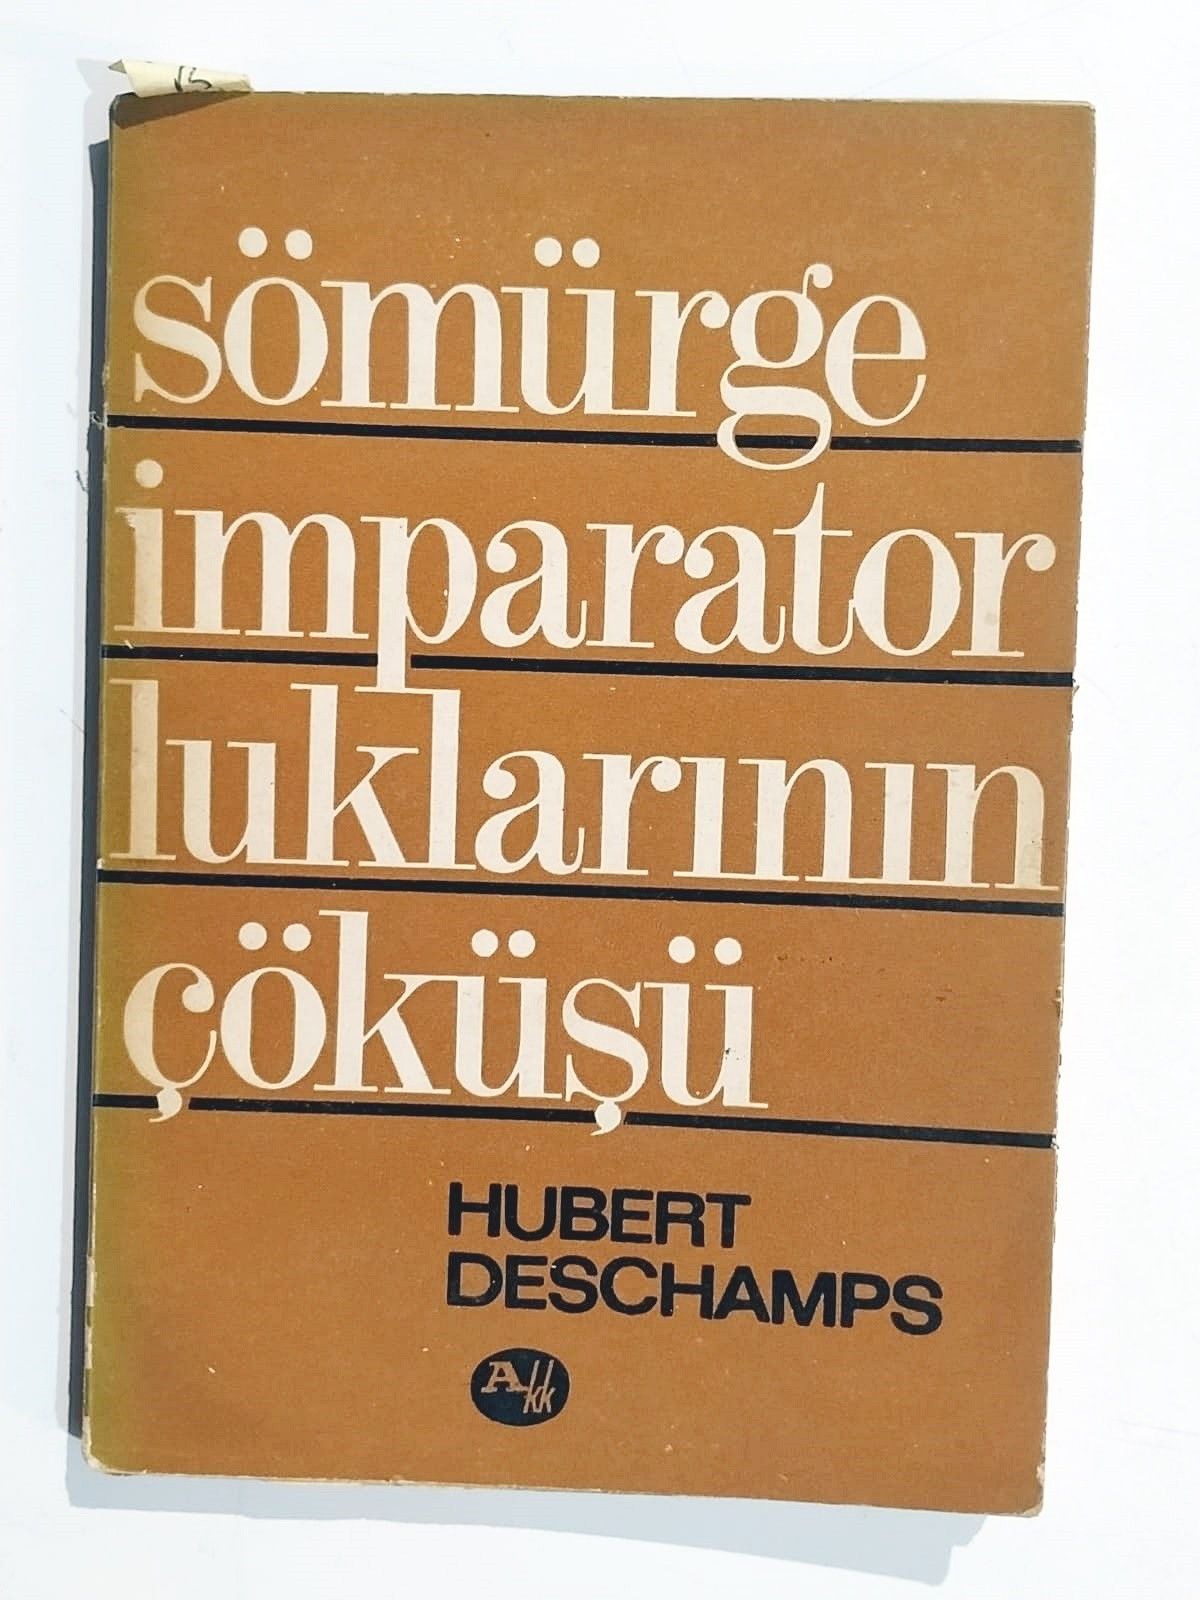 sömürge
imparator
luklarının
çöküşü
HUBERT
DESCHAMPS
Akk